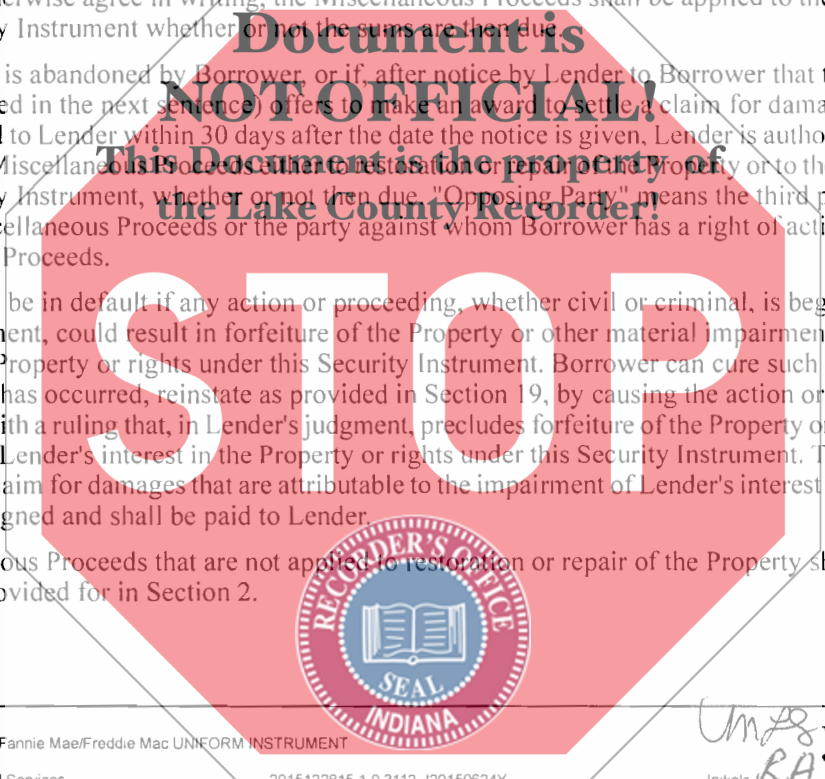 erwise agree in writing, the Miscellaneous Proceeds shall be applied to the
y Instrument whether or not the sums are then due.
Document is
is abandoned by Borrower, or if, after notice by Lender to Borrower that
ed in the next sentence) offers to make an award to settle a claim for dama
NOT OFFICIAL!
to Lender within 30 days after the date the notice is given, Lender is autho
Miscellaneous Proceeds either to restoration or repair of the Property or to th
This Document is the property of
y Instrument, whether or not then due. "Opposing Party" means the third p
the Lake County Recorder!
cellaneous Proceeds or the party against whom Borrower has a right of acti
Proceeds.
be in default if any action or proceeding, whether civil or criminal, is beg
ent, could result in forfeiture of the Property or other material impairmen
Property or rights under this Security Instrument. Borrower can cure such
has occurred, reinstate as provided in Section 19, by causing the action or
ith a ruling that, in Lender's judgment, precludes forfeiture of the Property o
Lender's interest in the Property or rights under this Security Instrument. T
aim for damages that are attributable to the impairment of Lender's interest
gned and shall be paid to Lender.
STOP
ous Proceeds that are not applied to restoration or repair of the Property sh
ovided for in Section 2.
RECORDER'S OFFICE
SEAL
INDIANA
Fannie Mae/Freddie Mac UNIFORM INSTRUMENT